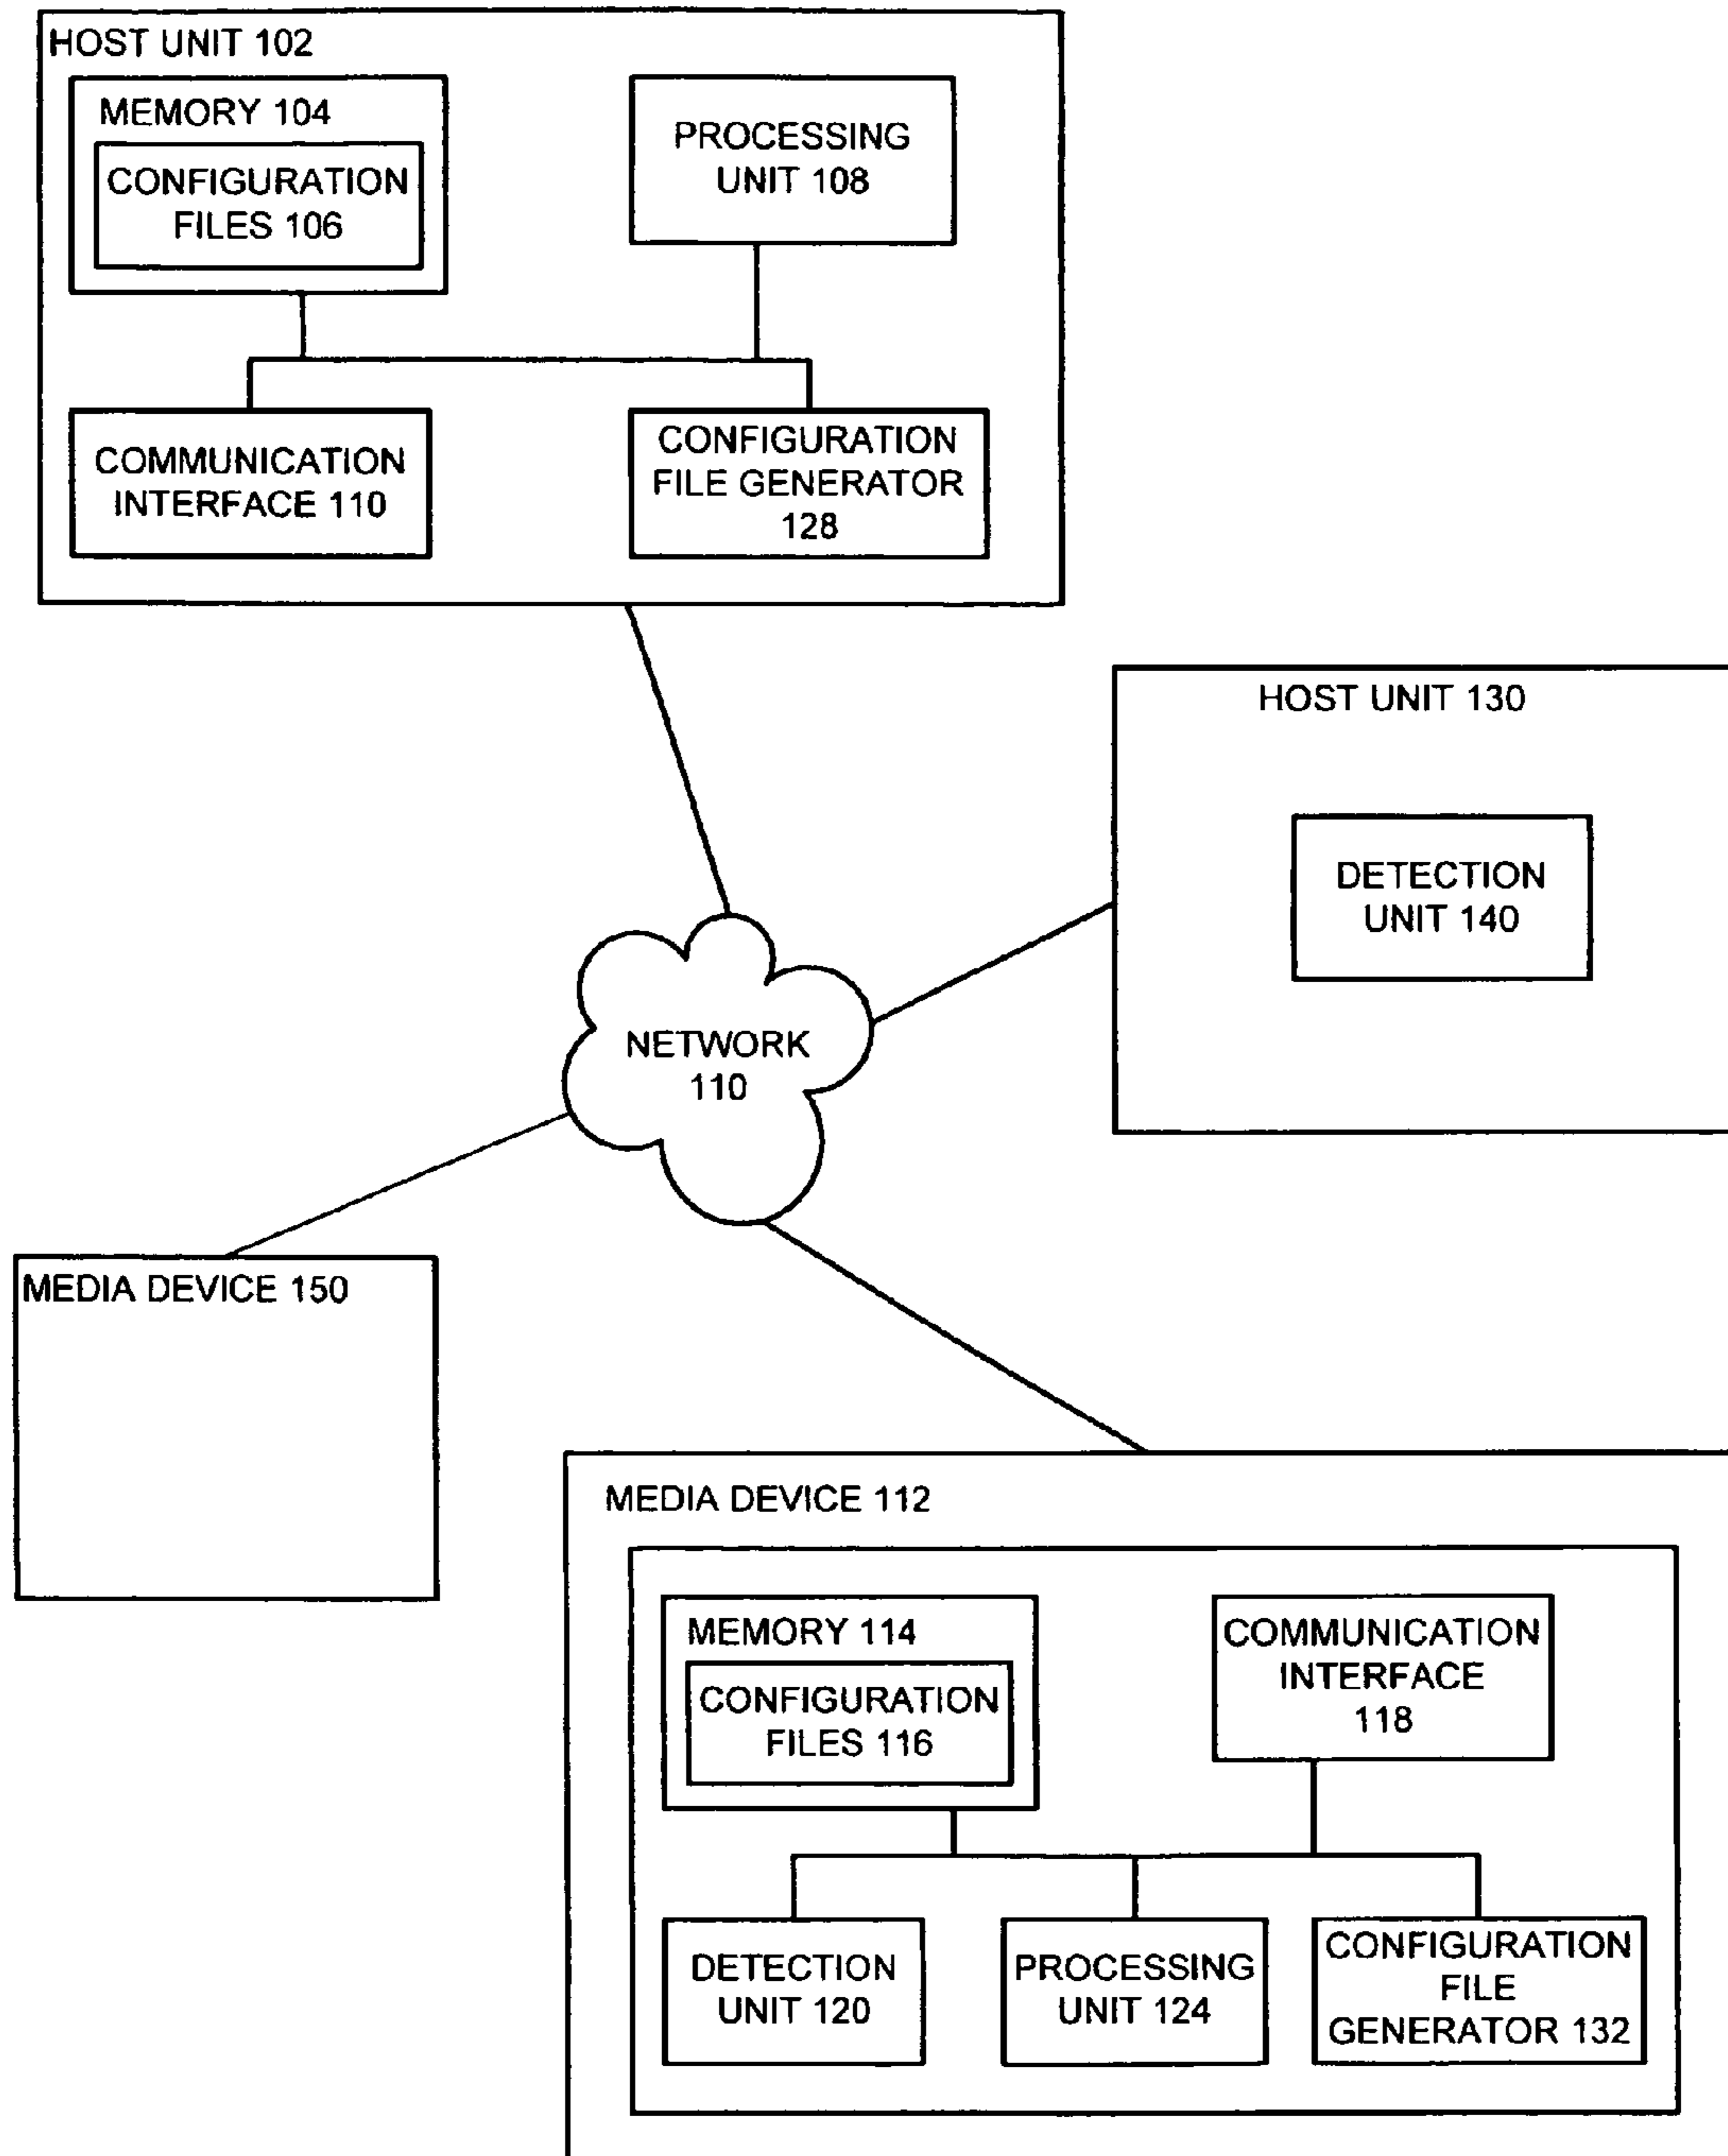 HOST UNIT 102
MEMORY 104
CONFIGURATION
FILES 106
PROCESSING
UNIT 108
COMMUNICATION
INTERFACE 110
CONFIGURATION
FILE GENERATOR
128
HOST UNIT 130
DETECTION
UNIT 140
NETWORK
110
MEDIA DEVICE 150
MEDIA DEVICE 112
MEMORY 114
CONFIGURATION
FILES 116
COMMUNICATION
INTERFACE
118
DETECTION
UNIT 120
PROCESSING
UNIT 124
CONFIGURATION
FILE
GENERATOR 132